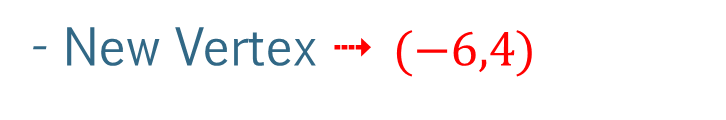 - New Vertex ⇢ (−6,4)